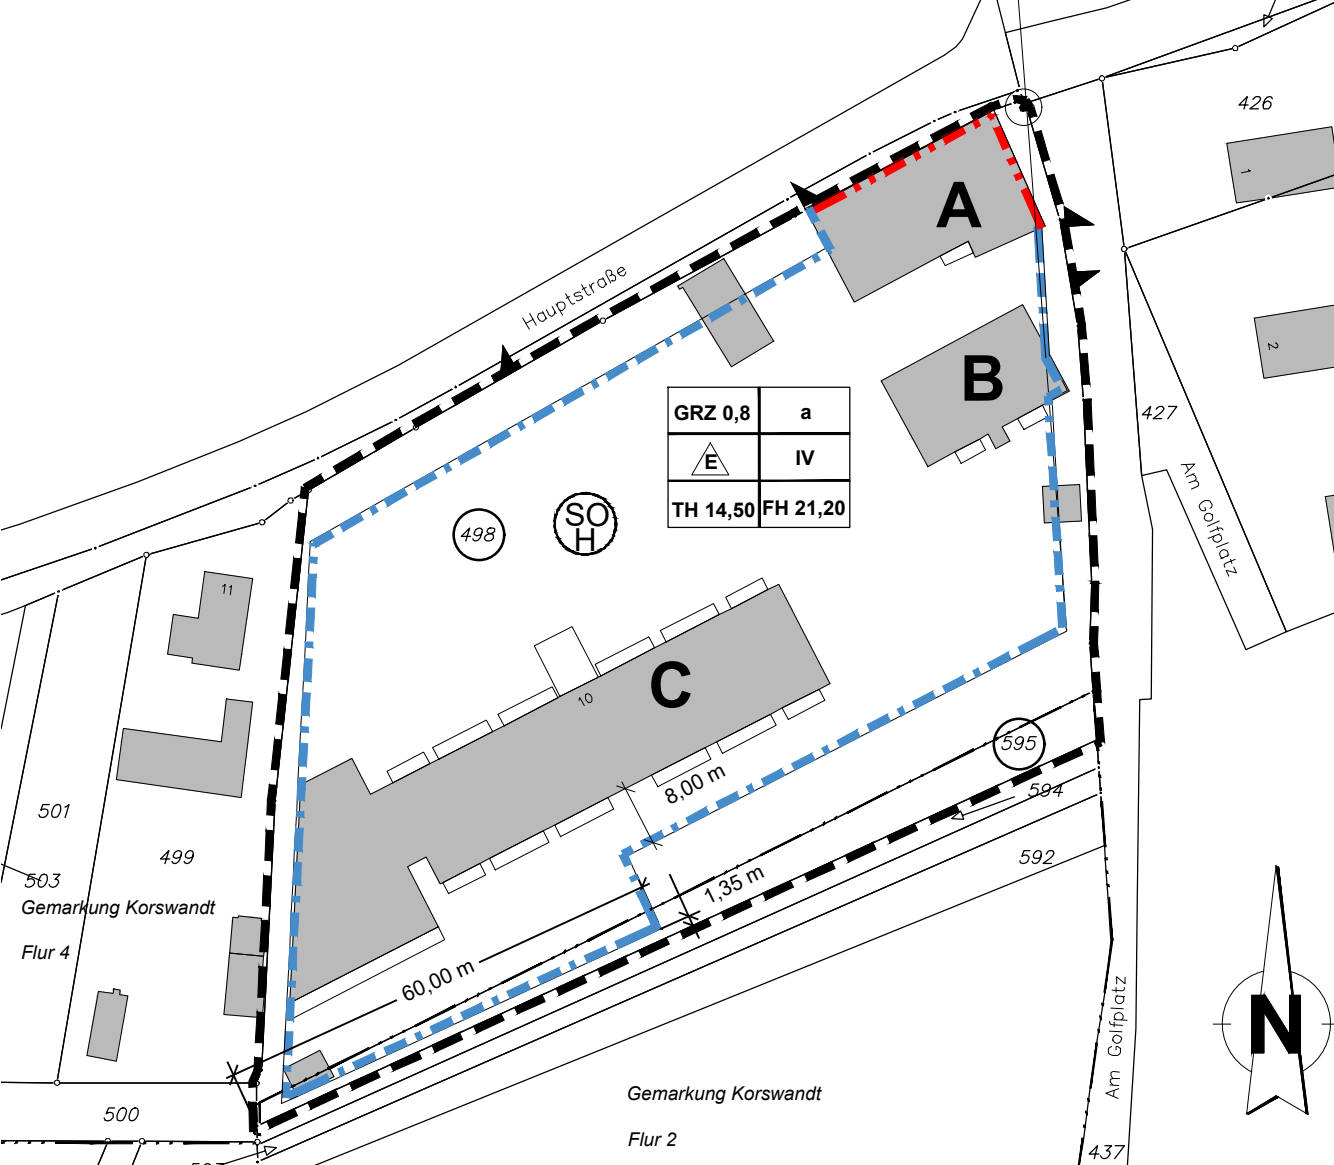 426
1
A
Hauptstraße
2
B
GRZ 0,8
a
427
E
IV
TH 14,50
FH 21,20
Am Golfplatz
498
SO
H
11
C
10
595
8,00 m
594
501
499
592
503
1,35 m
Gemarkung Korswandt
Flur 4
60,00 m
N
Am Golfplatz
Gemarkung Korswandt
500
Flur 2
437